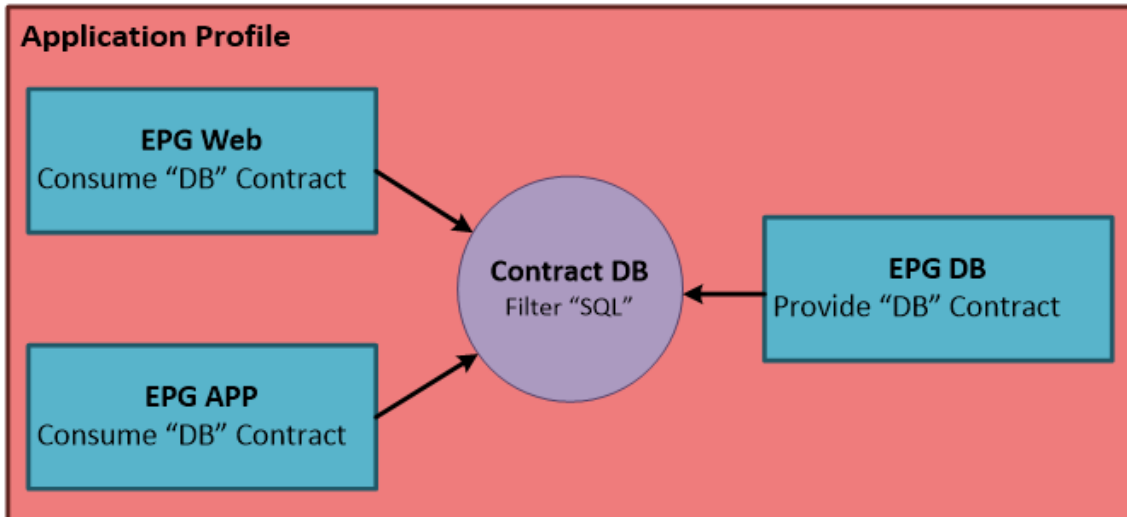 Application Profile
EPG Web
Consume “DB” Contract
Contract DB
Filter “SQL”
EPG DB
Provide “DB” Contract
EPG APP
Consume “DB” Contract